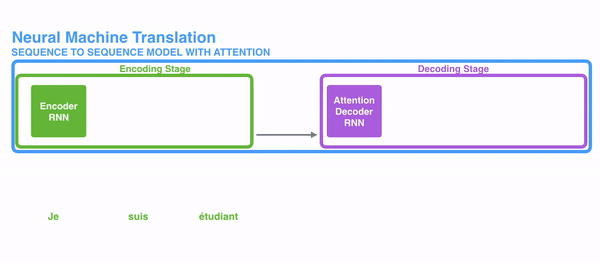 Neural Machine Translation
SEQUENCE TO SEQUENCE MODEL WITH ATTENTION
Encoding Stage
Decoding Stage
Encoder
RNN
Attention
Decoder
RNN
Je suis étudiant